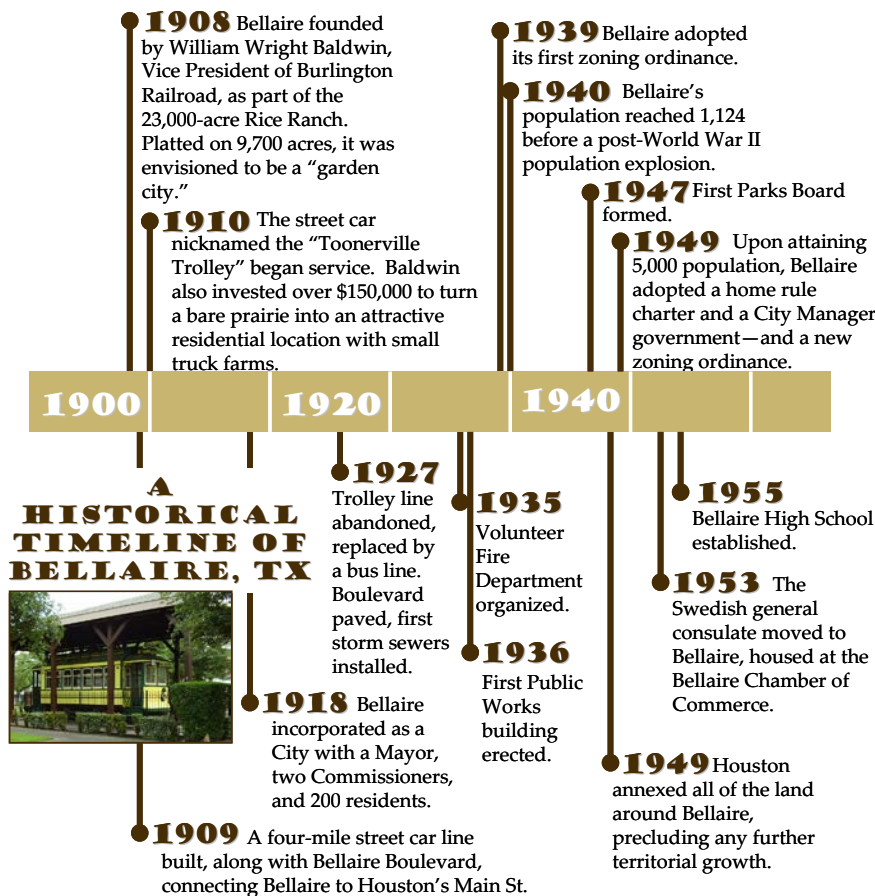 1908 Bellaire founded
by William Wright Baldwin,
Vice President of Burlington
Railroad, as part of the
23,000-acre Rice Ranch.
Platted on 9,700 acres, it was
envisioned to be a “garden
city.”
1910 The street car
nicknamed the “Toonerville
Trolley” began service. Baldwin
also invested over $150,000 to turn
a bare prairie into an attractive
residential location with small
truck farms.
1939 Bellaire adopted
its first zoning ordinance.
1940 Bellaire’s
population reached 1,124
before a post-World War II
population explosion.
1947 First Parks Board
formed.
1949 Upon attaining
5,000 population, Bellaire
adopted a home rule
charter and a City Manager
government—and a new
zoning ordinance.
1900
1920
1940
A
HISTORICAL
TIMELINE OF
BELLAIRE, TX
1927
Trolley line
abandoned,
replaced by
a bus line.
Boulevard
paved, first
storm sewers
installed.
1918 Bellaire
incorporated as a
City with a Mayor,
two Commissioners,
and 200 residents.
1909 A four-mile street car line
built, along with Bellaire Boulevard,
connecting Bellaire to Houston’s Main St.
1935
Volunteer
Fire
Department
organized.
1936
First Public
Works
building
erected.
1955
Bellaire High School
established.
1953 The
Swedish general
consulate moved to
Bellaire, housed at the
Bellaire Chamber of
Commerce.
1949 Houston
annexed all of the land
around Bellaire,
precluding any further
territorial growth.